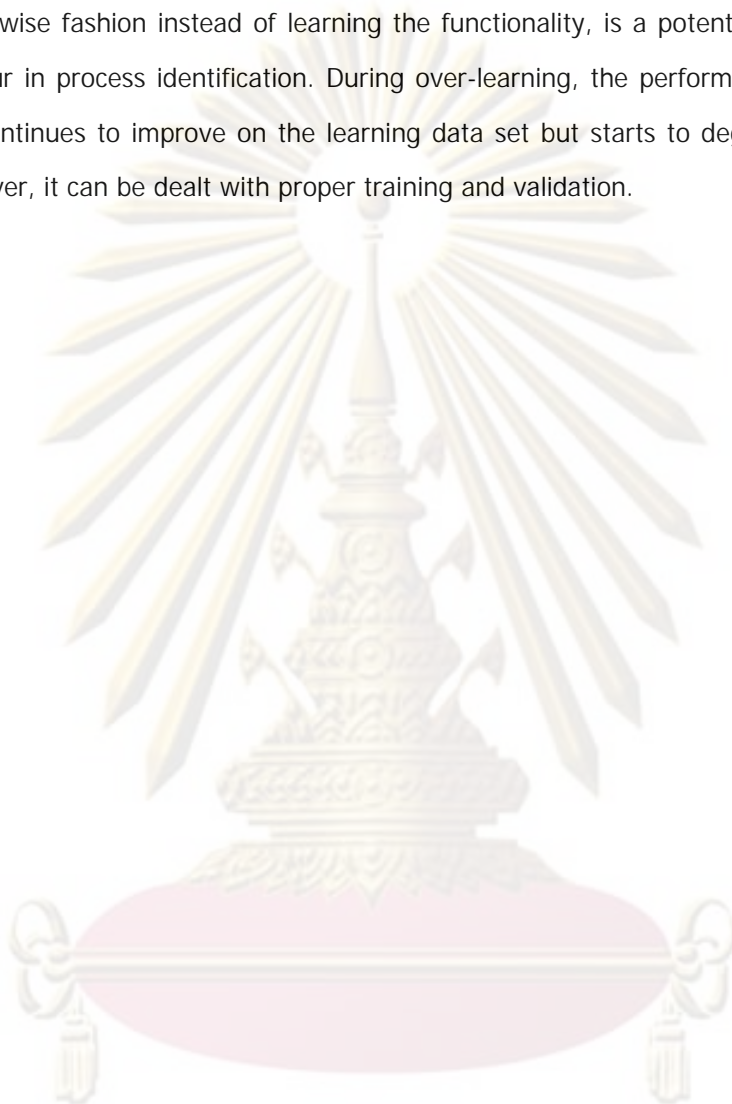 wise fashion instead of learning the functionality, is a potent
ur in process identification. During over-learning, the perform
ontinues to improve on the learning data set but starts to deg
ver, it can be dealt with proper training and validation.